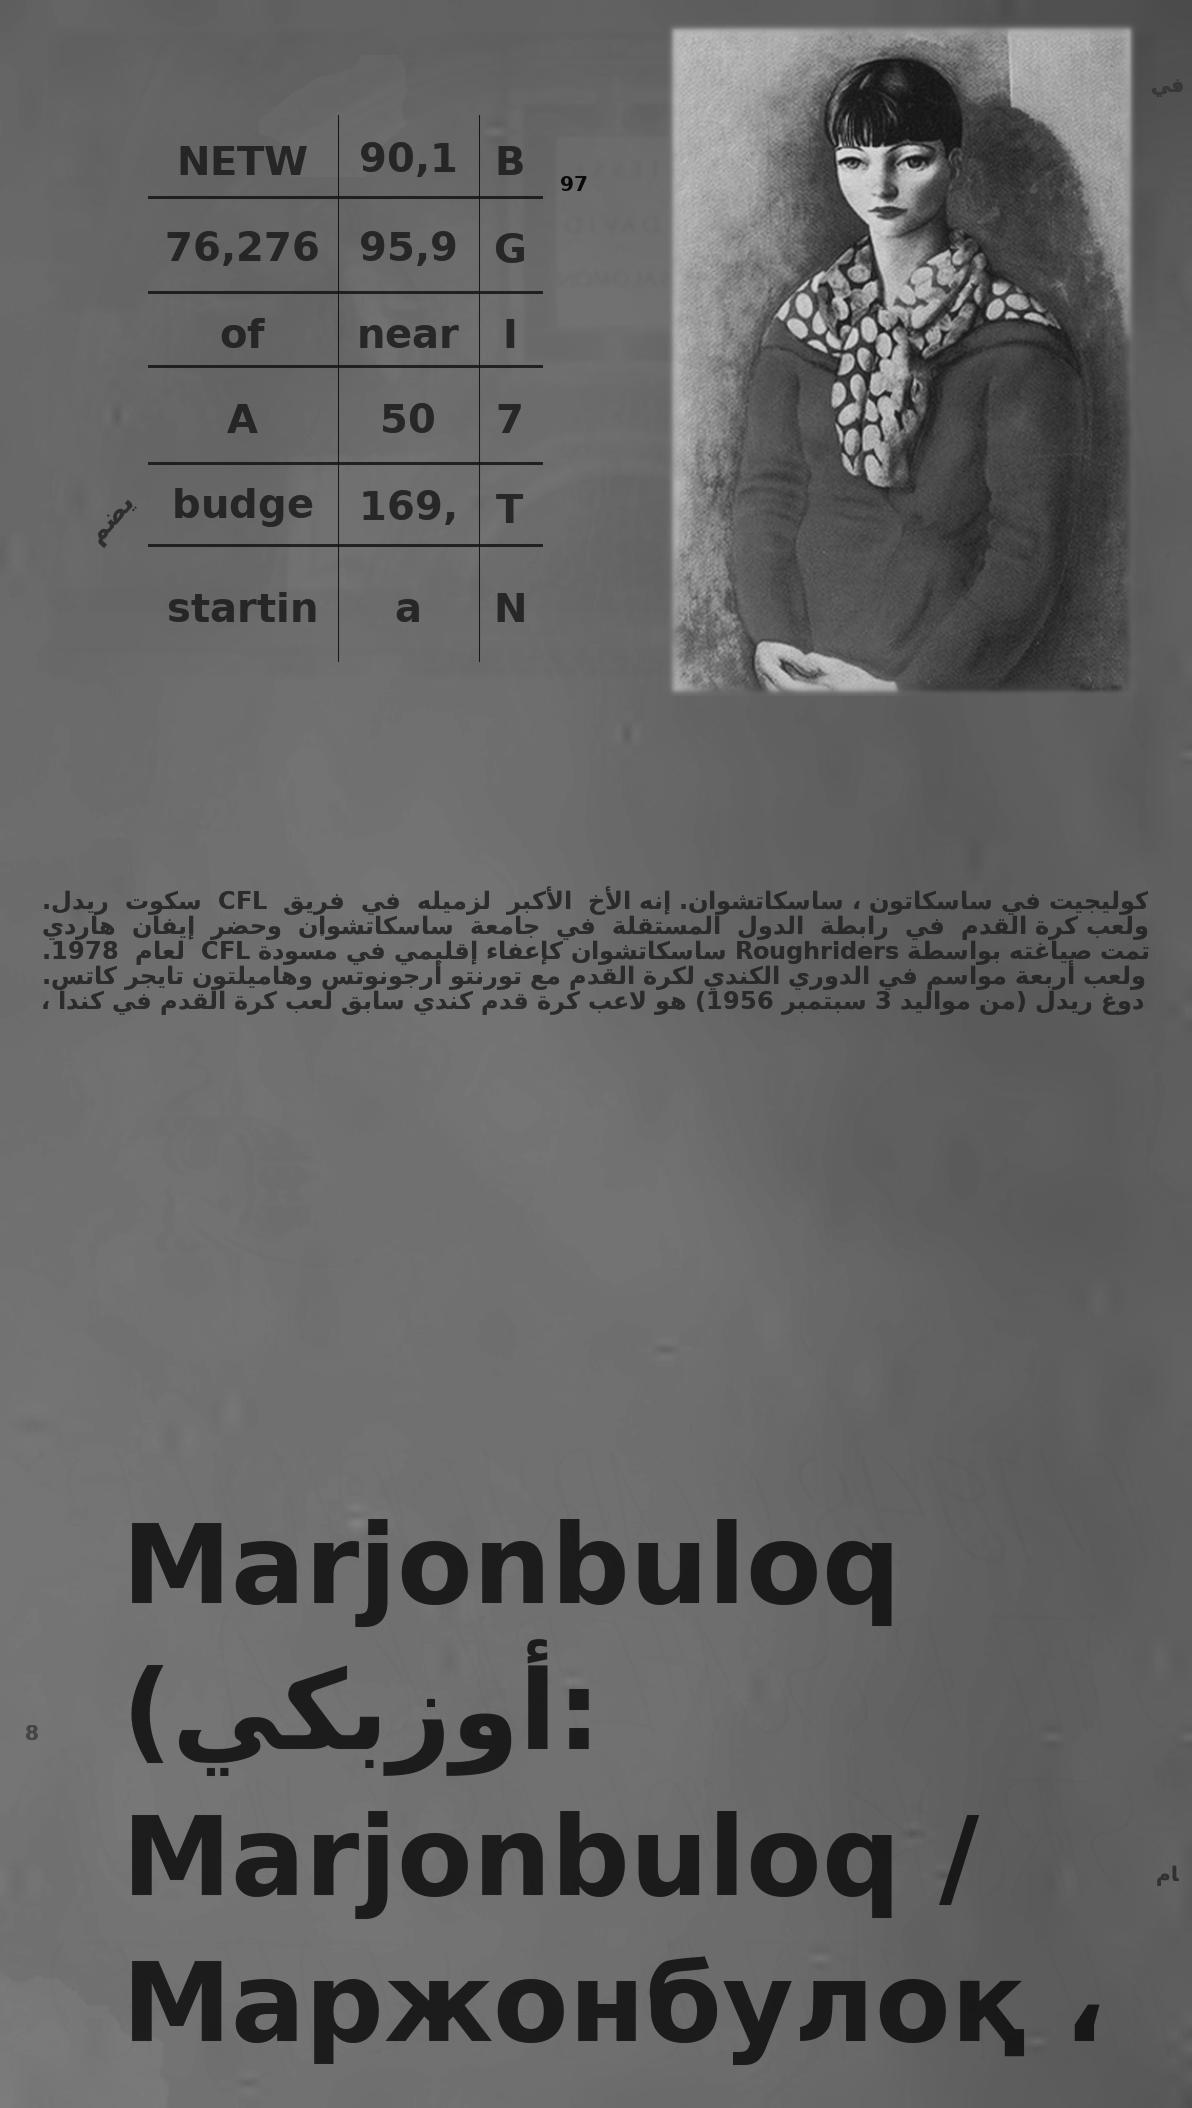 في
NETW 90,1 B
97
76,276 95,9 G
of near I
A 50 7
budge 169, T
يضم
startin a N
كوليجيت في ساسكاتون ، ساسكاتشوان. إنه الأخ الأكبر لزميله في فريق CFL سكوت ريدل.
ولعب كرة القدم في رابطة الدول المستقلة في جامعة ساسكاتشوان وحضر إيفان هاردي
تمت صياغته بواسطة Roughriders ساسكاتشوان كإعفاء إقليمي في مسودة CFL لعام 1978.
ولعب أربعة مواسم في الدوري الكندي لكرة القدم مع تورنتو أرجونوتس وهاميلتون تايجر كاتس.
دوغ ريدل (من مواليد 3 سبتمبر 1956) هو لاعب كرة قدم كندي سابق لعب كرة القدم في كندا ،
Marjonbuloq
(أوزبكي:
8
Marjonbuloq /
ام
Маржонбулоқ ،